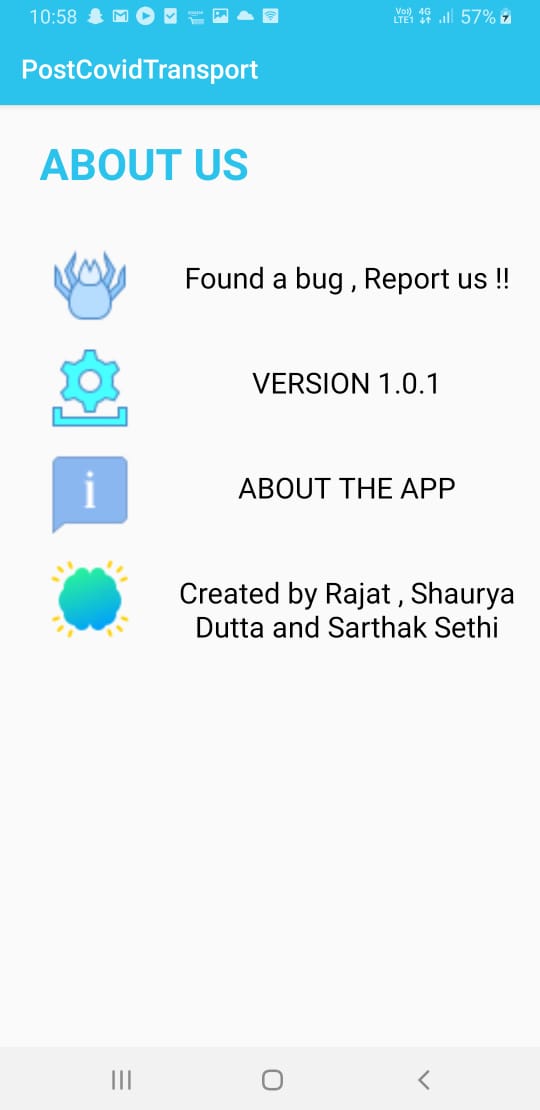 10:58 57%
Vo)) 4G
LTE1
PostCovidTransport
ABOUT US
Found a bug , Report us !!
VERSION 1.0.1
i ABOUT THE APP
Created by Rajat , Shaurya
Dutta and Sarthak Sethi